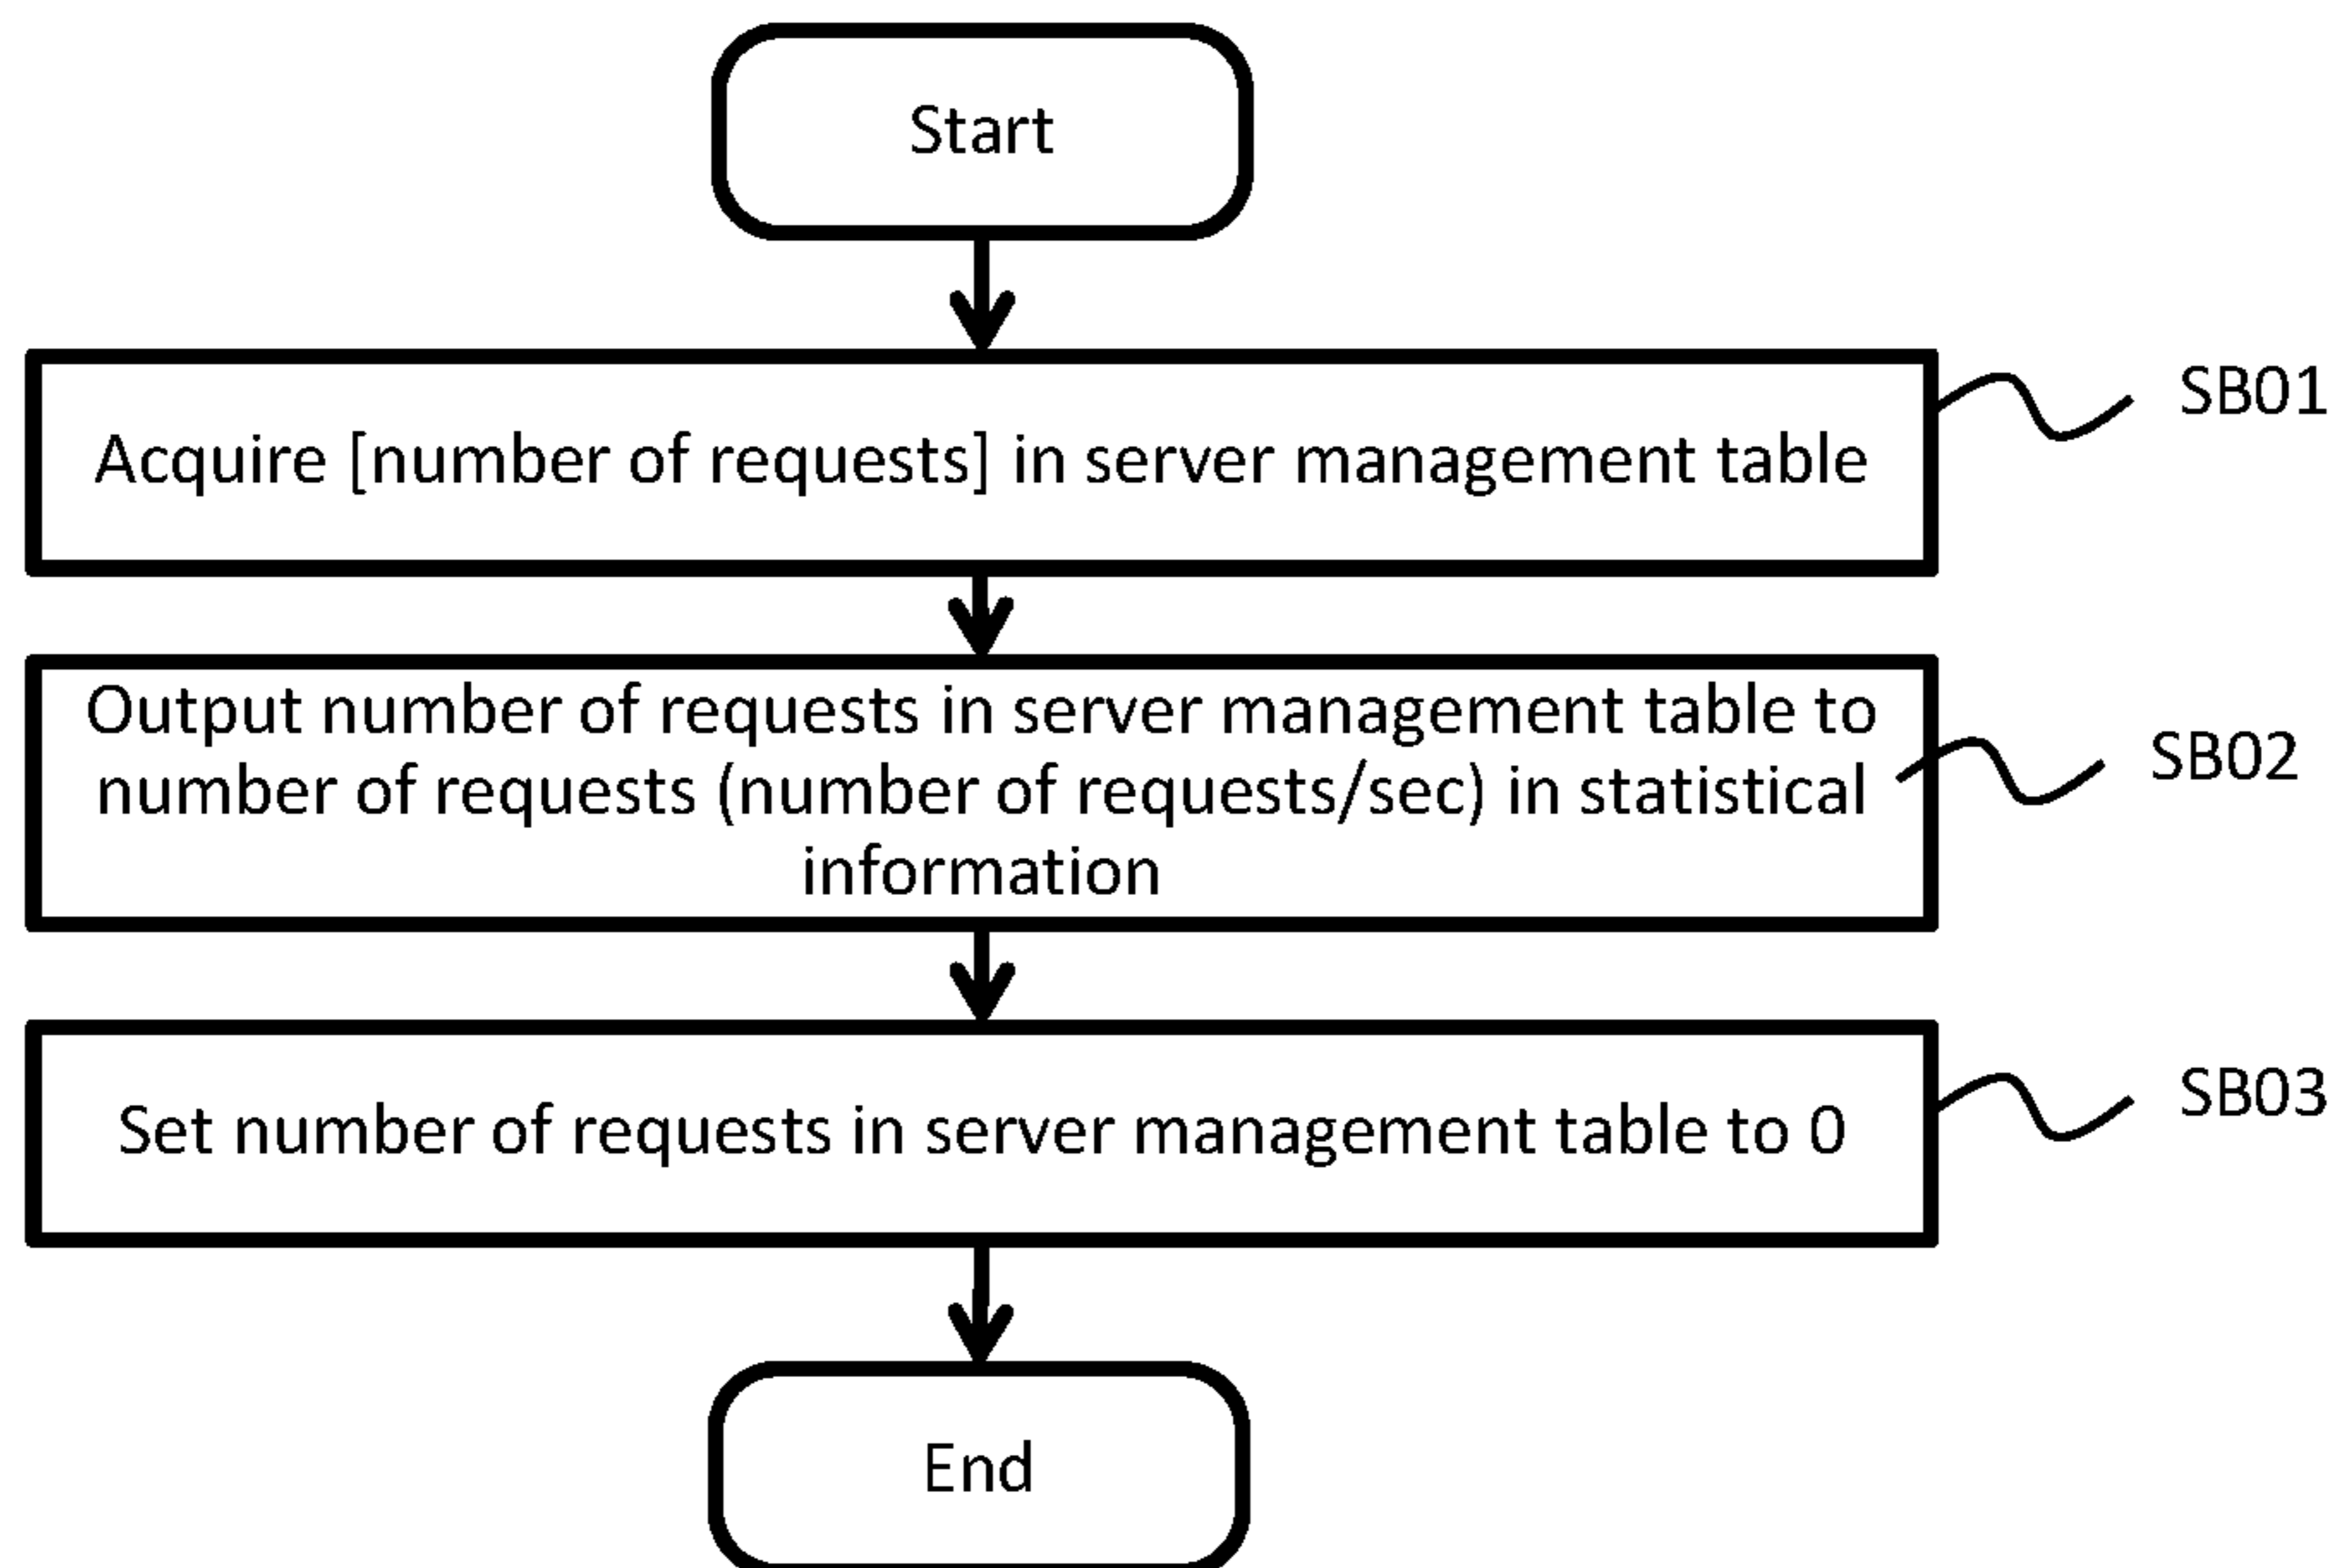 Start
Acquire [number of requests] in server management table
SB01
Output number of requests in server management table to
number of requests (number of requests/sec) in statistical
information
SB02
Set number of requests in server management table to 0
SB03
End